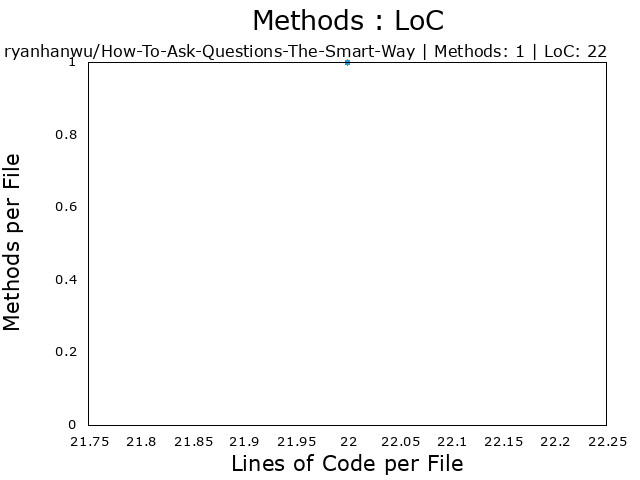 Methods : LoC
ryanhanwu/How-To-Ask-Questions-The-Smart-Way | Methods: 1 | LoC: 22
1
0.8
0.6
0.4
0.2
0
Methods per File
21.75 21.8 21.85 21.9 21.95 22 22.05 22.1 22.15 22.2 22.25
Lines of Code per File